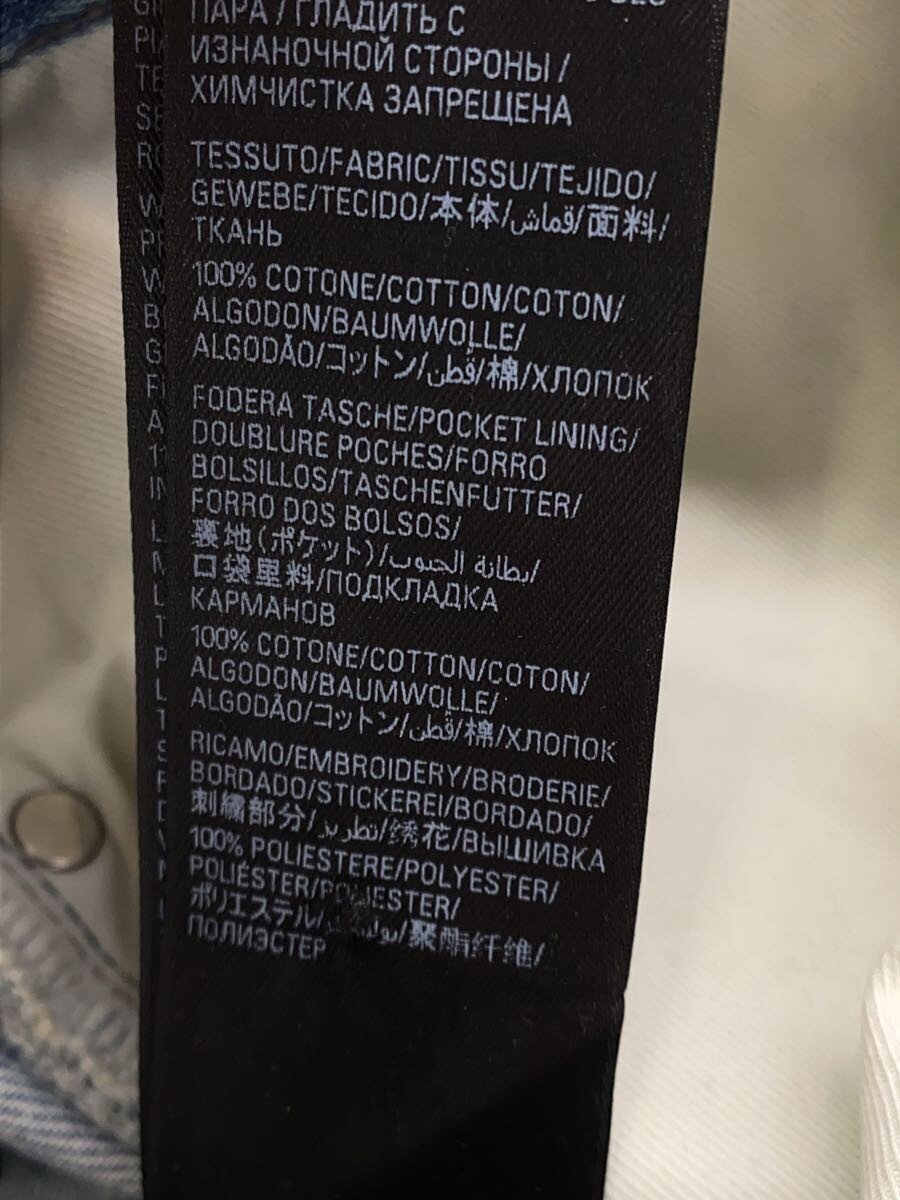 ПАРА / ГЛАДИТЬ С
ИЗНАНОЧНОЙ СТОРОНЫ /
ХИМЧИСТКА ЗАПРЕЩЕНА
TESSUTO/FABRIC/TISSU/TEJIDO/
GEWEBE/TECIDO/本体/قماش/面料/
ТКАНЬ
100% COTONE/COTTON/COTON/
ALGODON/BAUMWOLLE/
ALGODÃO/コットン/قطن/棉/ХЛОПОК
FODERA TASCHE/POCKET LINING/
DOUBLURE POCHES/FORRO
BOLSILLOS/TASCHENFUTTER/
FORRO DOS BOLSOS/
裏地(ポケット)/بطانة الجيوب/
口袋里料/ПОДКЛАДКА
КАРМАНОВ
100% COTONE/COTTON/COTON/
ALGODON/BAUMWOLLE/
ALGODÃO/コットン/قطن/棉/ХЛОПОК
RICAMO/EMBROIDERY/BRODERIE/
BORDADO/STICKEREI/BORDADO/
刺繍部分/تطريز/绣花/ВЫШИВКА
100% POLIESTERE/POLYESTER/
POLIÉSTER/POLYESTER/
ポリエステル/聚酯纤维/
ПОЛИЭСТЕР